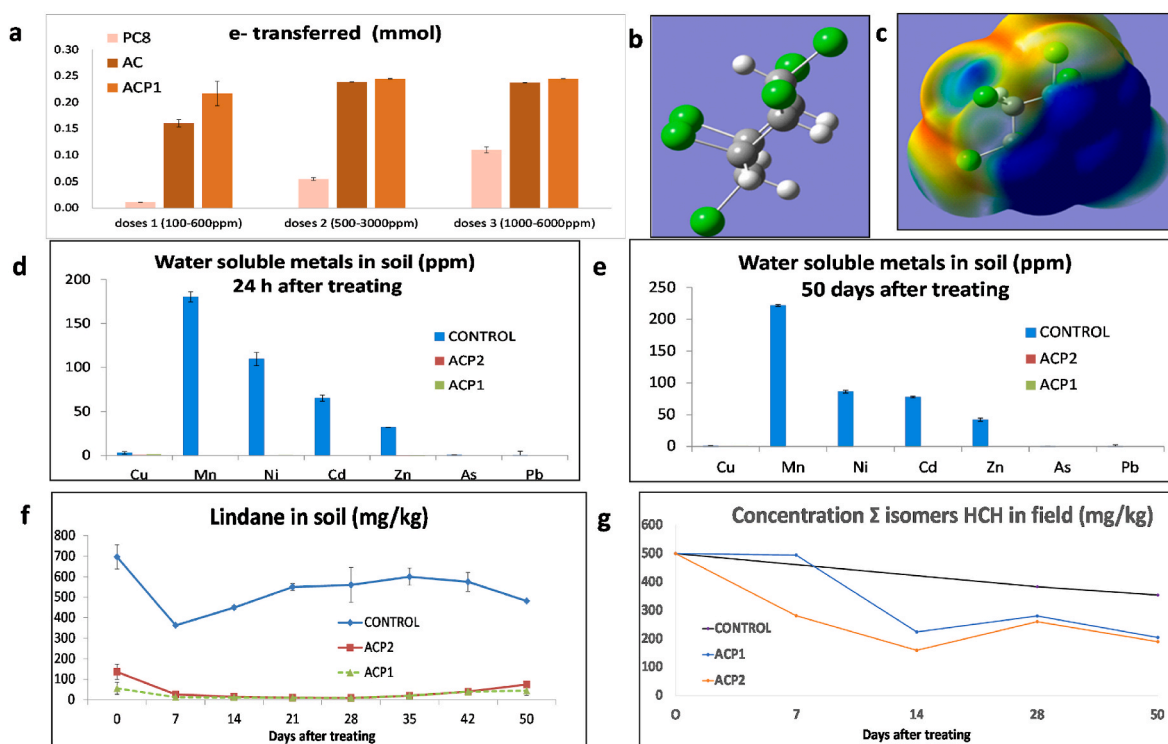 a
e- transferred (mmol)
PC8
AC
ACP1
0.30
0.25
0.20
0.15
0.10
0.05
0.00
doses 1 (100-600ppm) doses 2 (500-3000ppm) doses 3 (1000-6000ppm)
b
c
d
Water soluble metals in soil (ppm)
24 h after treating
200
150
100
50
0
CONTROL
ACP2
ACP1
Cu Mn Ni Cd Zn As Pb
e
Water soluble metals in soil (ppm)
50 days after treating
250
200
150
100
50
0
CONTROL
ACP2
ACP1
Cu Mn Ni Cd Zn As Pb
f
Lindane in soil (mg/kg)
800
700
600
500
400
300
200
100
0
CONTROL
ACP2
ACP1
0 7 14 21 28 35 42 50
Days after treating
g
Concentration Σ isomers HCH in field (mg/kg)
600
500
400
300
200
100
0
CONTROL
ACP1
ACP2
0 7 14 28 50
Days after treating